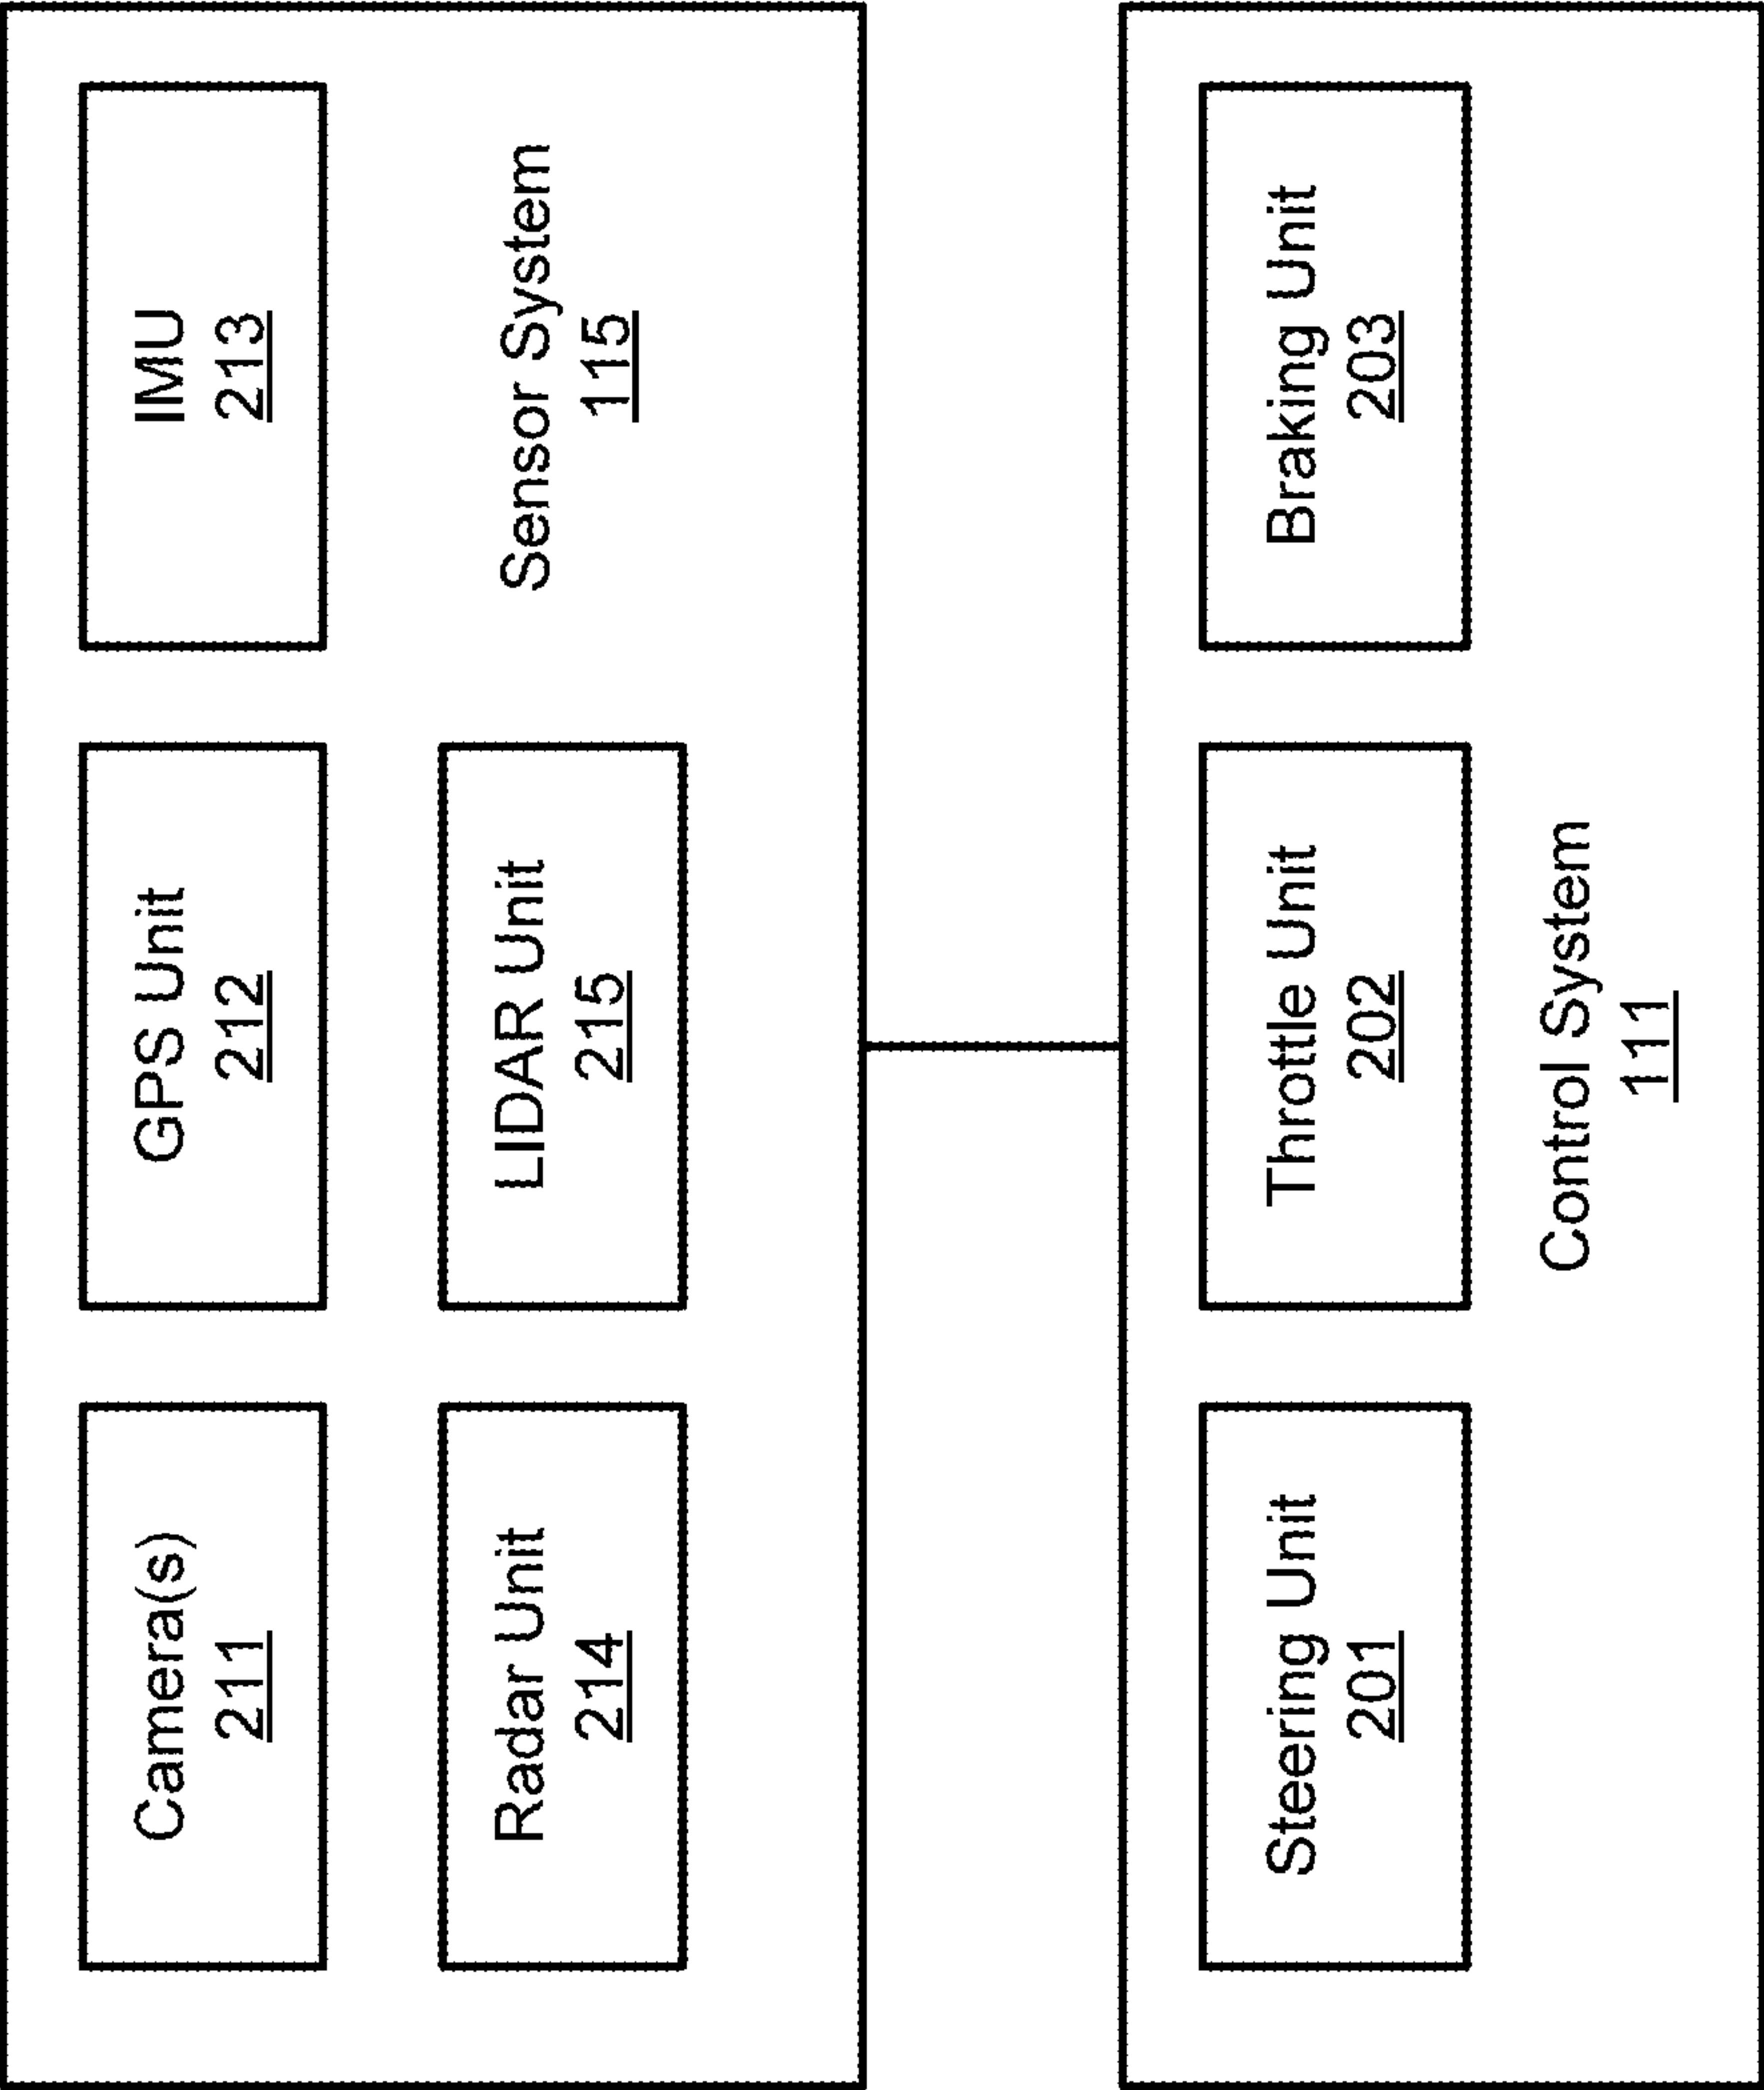 Camera(s)
211
GPS Unit
212
IMU
213
Radar Unit
214
LIDAR Unit
215
Sensor System
115
Steering Unit
201
Throttle Unit
202
Braking Unit
203
Control System
111